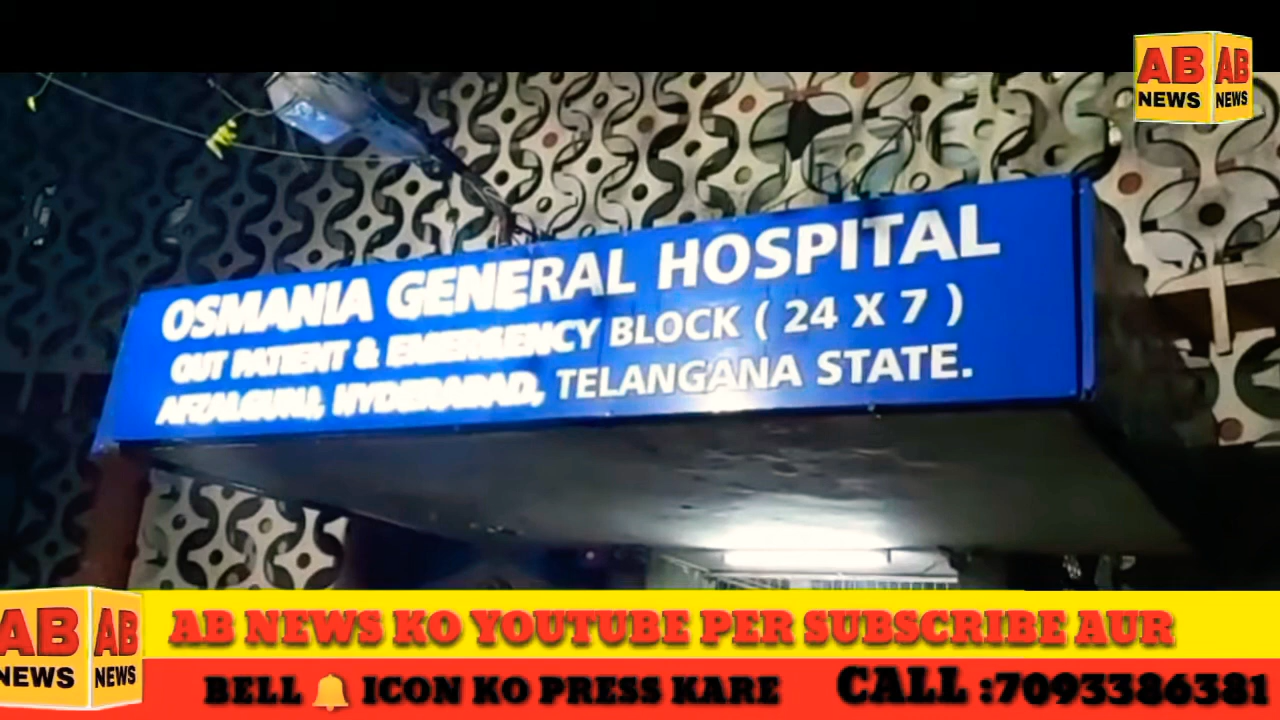 AB AB
NEWS NEWS
OSMANIA GENERAL HOSPITAL
OUT PATIENT & EMERGENCY BLOCK ( 24 X 7 )
AFZALGUNJ, HYDERABAD, TELANGANA STATE.
AB AB
NEWS NEWS
AB NEWS KO YOUTUBE PER SUBSCRIBE AUR
BELL 🔔 ICON KO PRESS KARE CALL :7093386381